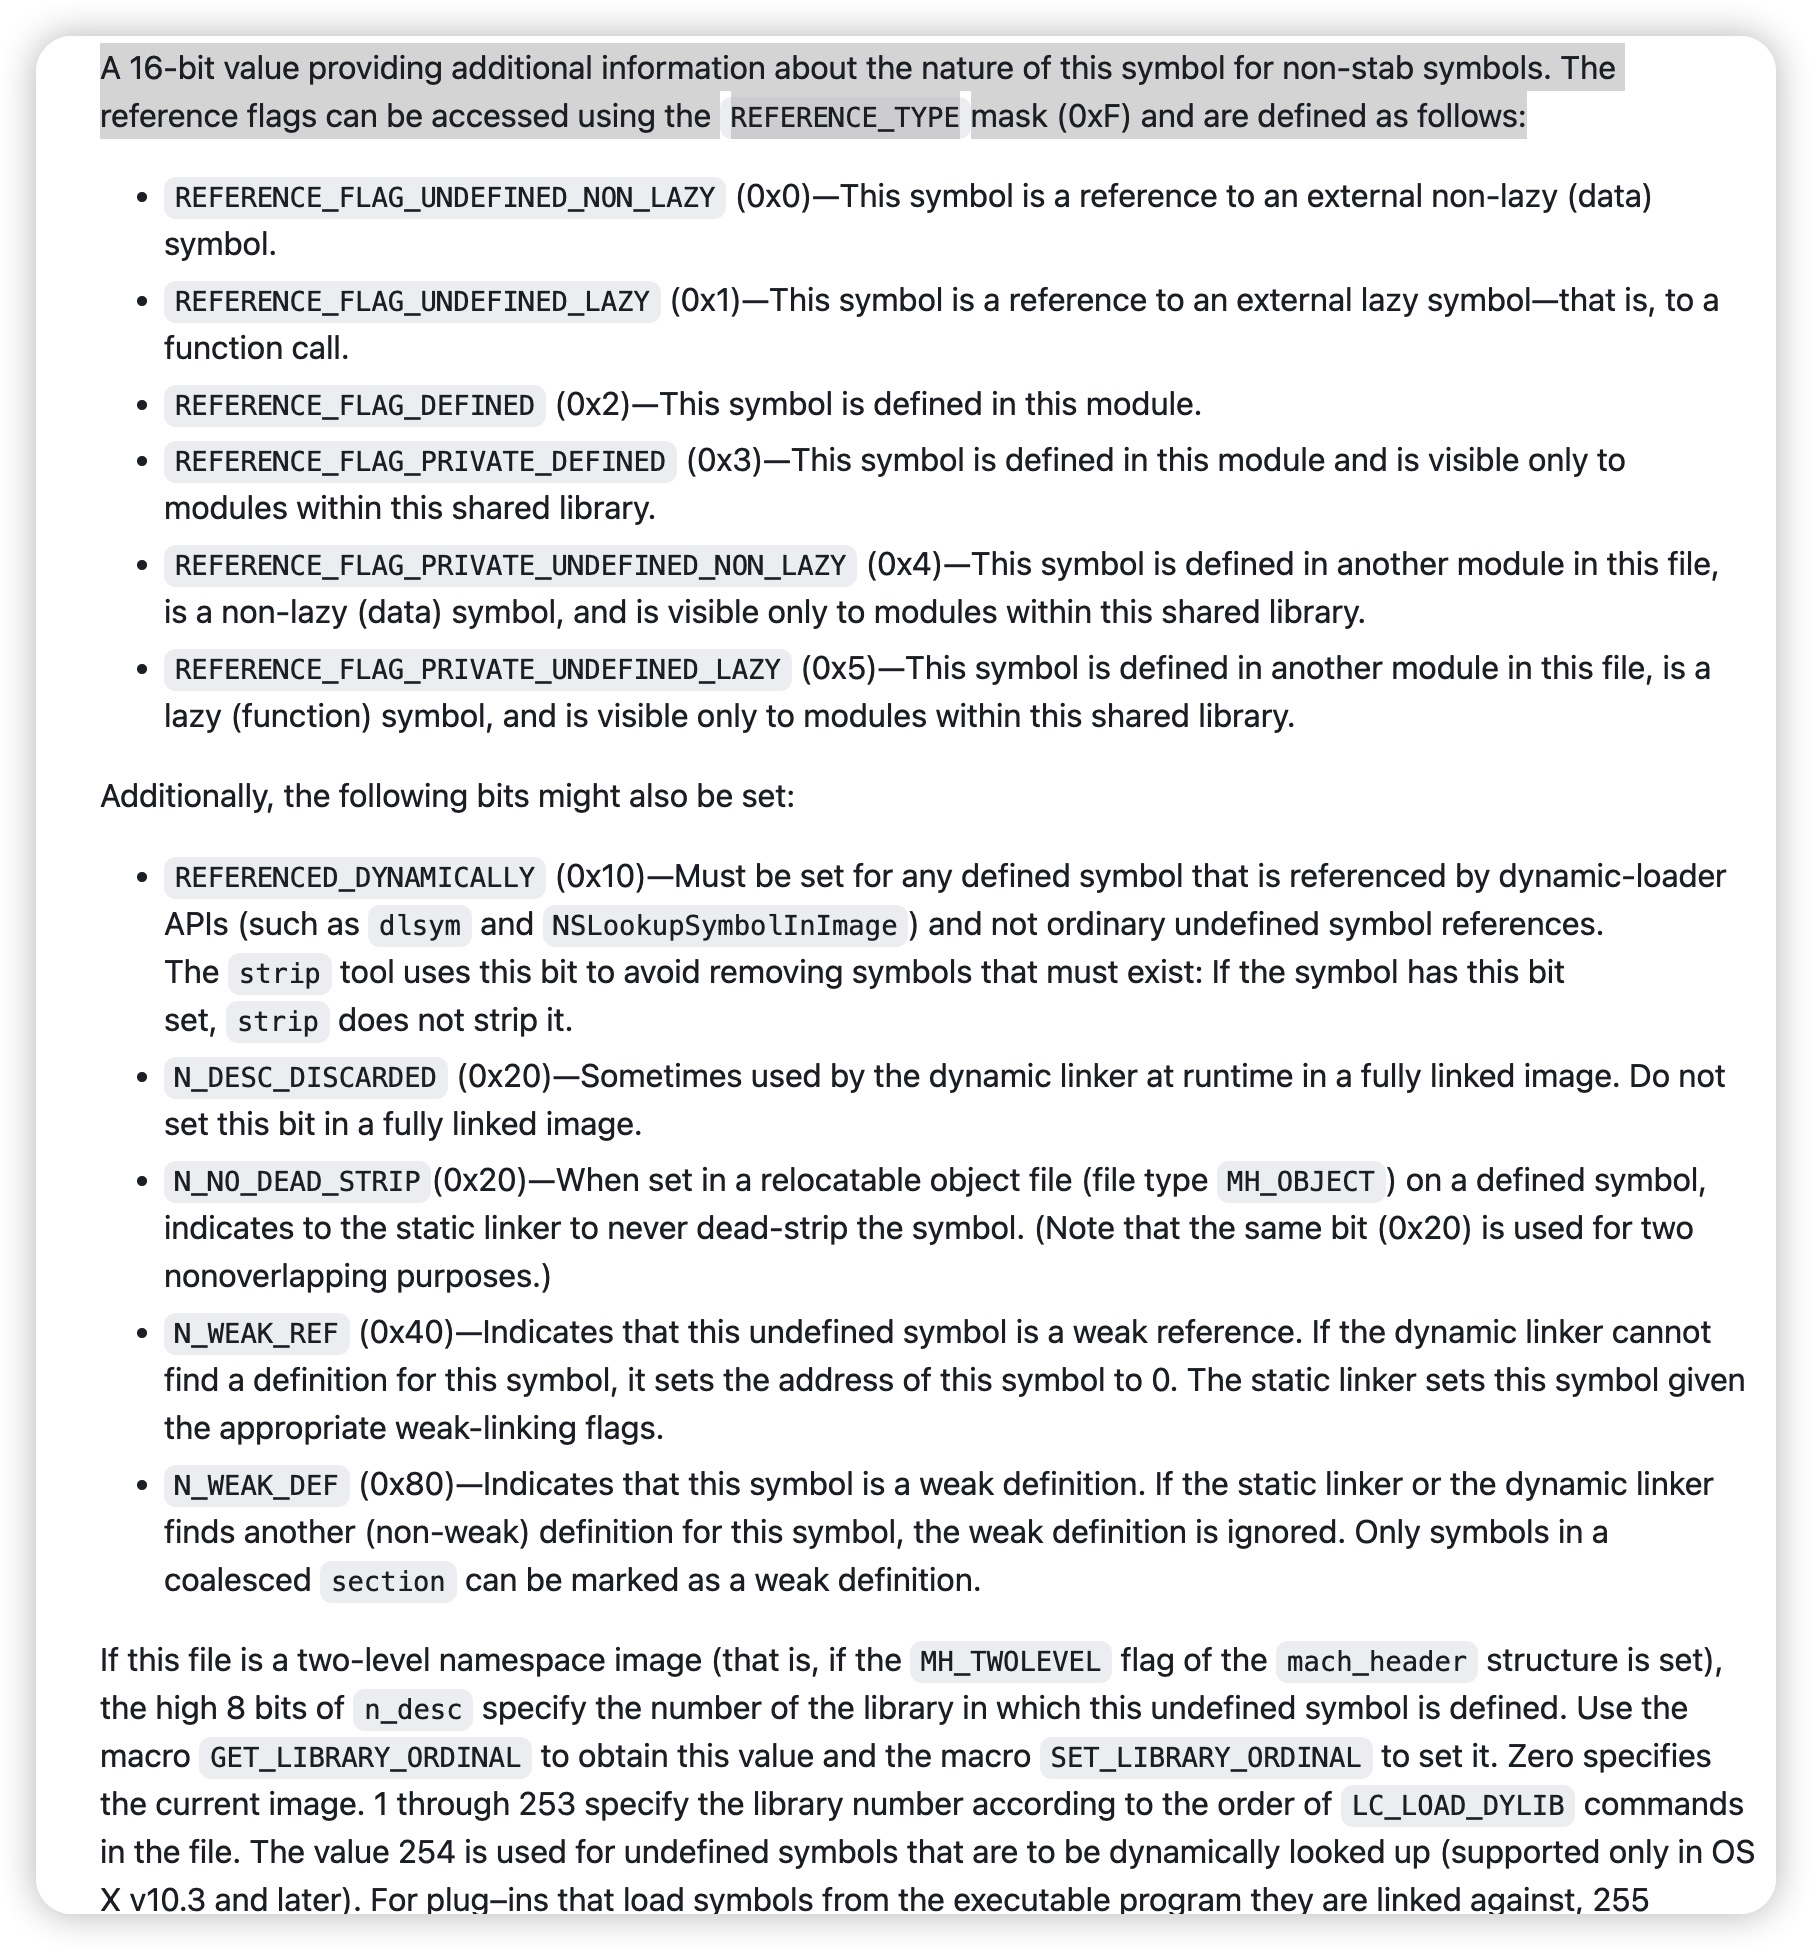 A 16-bit value providing additional information about the nature of this symbol for non-stab symbols. The
reference flags can be accessed using the REFERENCE_TYPE mask (0xF) and are defined as follows:
• REFERENCE_FLAG_UNDEFINED_NON_LAZY (0x0)—This symbol is a reference to an external non-lazy (data)
symbol.
• REFERENCE_FLAG_UNDEFINED_LAZY (0x1)—This symbol is a reference to an external lazy symbol—that is, to a
function call.
• REFERENCE_FLAG_DEFINED (0x2)—This symbol is defined in this module.
• REFERENCE_FLAG_PRIVATE_DEFINED (0x3)—This symbol is defined in this module and is visible only to
modules within this shared library.
• REFERENCE_FLAG_PRIVATE_UNDEFINED_NON_LAZY (0x4)—This symbol is defined in another module in this file,
is a non-lazy (data) symbol, and is visible only to modules within this shared library.
• REFERENCE_FLAG_PRIVATE_UNDEFINED_LAZY (0x5)—This symbol is defined in another module in this file, is a
lazy (function) symbol, and is visible only to modules within this shared library.
Additionally, the following bits might also be set:
• REFERENCED_DYNAMICALLY (0x10)—Must be set for any defined symbol that is referenced by dynamic-loader
APIs (such as dlsym and NSLookupSymbolInImage) and not ordinary undefined symbol references.
The strip tool uses this bit to avoid removing symbols that must exist: If the symbol has this bit
set, strip does not strip it.
• N_DESC_DISCARDED (0x20)—Sometimes used by the dynamic linker at runtime in a fully linked image. Do not
set this bit in a fully linked image.
• N_NO_DEAD_STRIP(0x20)—When set in a relocatable object file (file type MH_OBJECT) on a defined symbol,
indicates to the static linker to never dead-strip the symbol. (Note that the same bit (0x20) is used for two
nonoverlapping purposes.)
• N_WEAK_REF (0x40)—Indicates that this undefined symbol is a weak reference. If the dynamic linker cannot
find a definition for this symbol, it sets the address of this symbol to 0. The static linker sets this symbol given
the appropriate weak-linking flags.
• N_WEAK_DEF (0x80)—Indicates that this symbol is a weak definition. If the static linker or the dynamic linker
finds another (non-weak) definition for this symbol, the weak definition is ignored. Only symbols in a
coalesced section can be marked as a weak definition.
If this file is a two-level namespace image (that is, if the MH_TWOLEVEL flag of the mach_header structure is set),
the high 8 bits of n_desc specify the number of the library in which this undefined symbol is defined. Use the
macro GET_LIBRARY_ORDINAL to obtain this value and the macro SET_LIBRARY_ORDINAL to set it. Zero specifies
the current image. 1 through 253 specify the library number according to the order of LC_LOAD_DYLIB commands
in the file. The value 254 is used for undefined symbols that are to be dynamically looked up (supported only in OS
X v10.3 and later). For plug–ins that load symbols from the executable program they are linked against, 255